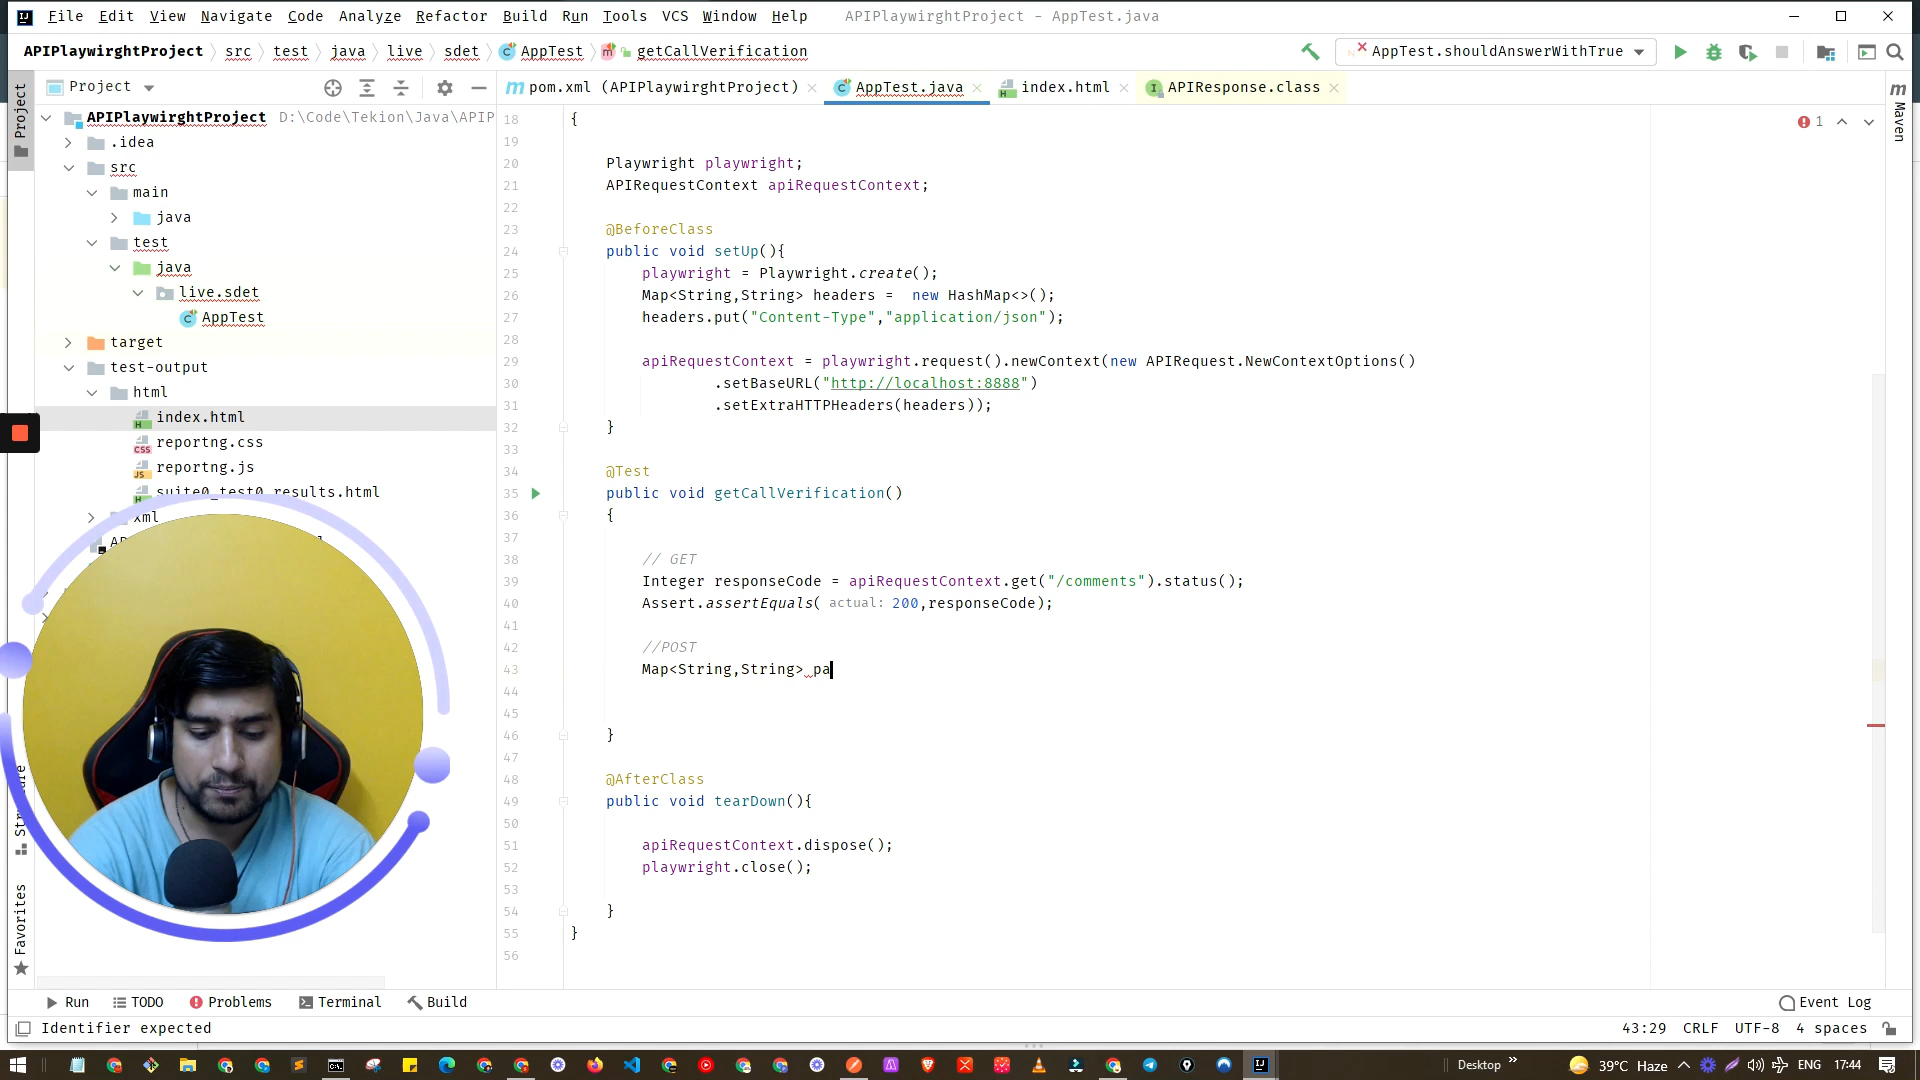 File Edit View Navigate Code Analyze Refactor Build Run Tools VCS Window Help APIPlaywirghtProject - AppTest.java
APIPlaywirghtProject src test java live sdet AppTest getCallVerification AppTest.shouldAnswerWithTrue
Project pom.xml (APIPlaywirghtProject) AppTest.java index.html APIResponse.class
Project
Maven
APIPlaywirghtProject D:\Code\Tekion\Java\APIP
.idea
src
main
java
test
java
live.sdet
AppTest
target
test-output
html
index.html
reportng.css
reportng.js
suite0_test0_results.html
xml
Favorites
1
18 {
19
20 Playwright playwright;
21 APIRequestContext apiRequestContext;
22
23 @BeforeClass
24 public void setUp(){
25 playwright = Playwright.create();
26 Map<String,String> headers =  new HashMap<>();
27 headers.put("Content-Type","application/json");
28
29 apiRequestContext = playwright.request().newContext(new APIRequest.NewContextOptions()
30 .setBaseURL("http://localhost:8888")
31 .setExtraHTTPHeaders(headers));
32 }
33
34 @Test
35 public void getCallVerification()
36 {
37
38 // GET
39 Integer responseCode = apiRequestContext.get("/comments").status();
40 Assert.assertEquals( actual: 200,responseCode);
41
42 //POST
43 Map<String,String> pa
44
45
46 }
47
48 @AfterClass
49 public void tearDown(){
50
51 apiRequestContext.dispose();
52 playwright.close();
53
54 }
55 }
56
Run TODO Problems Terminal Build Event Log
Identifier expected 43:29 CRLF UTF-8 4 spaces
Desktop 39°C Haze ENG 17:44